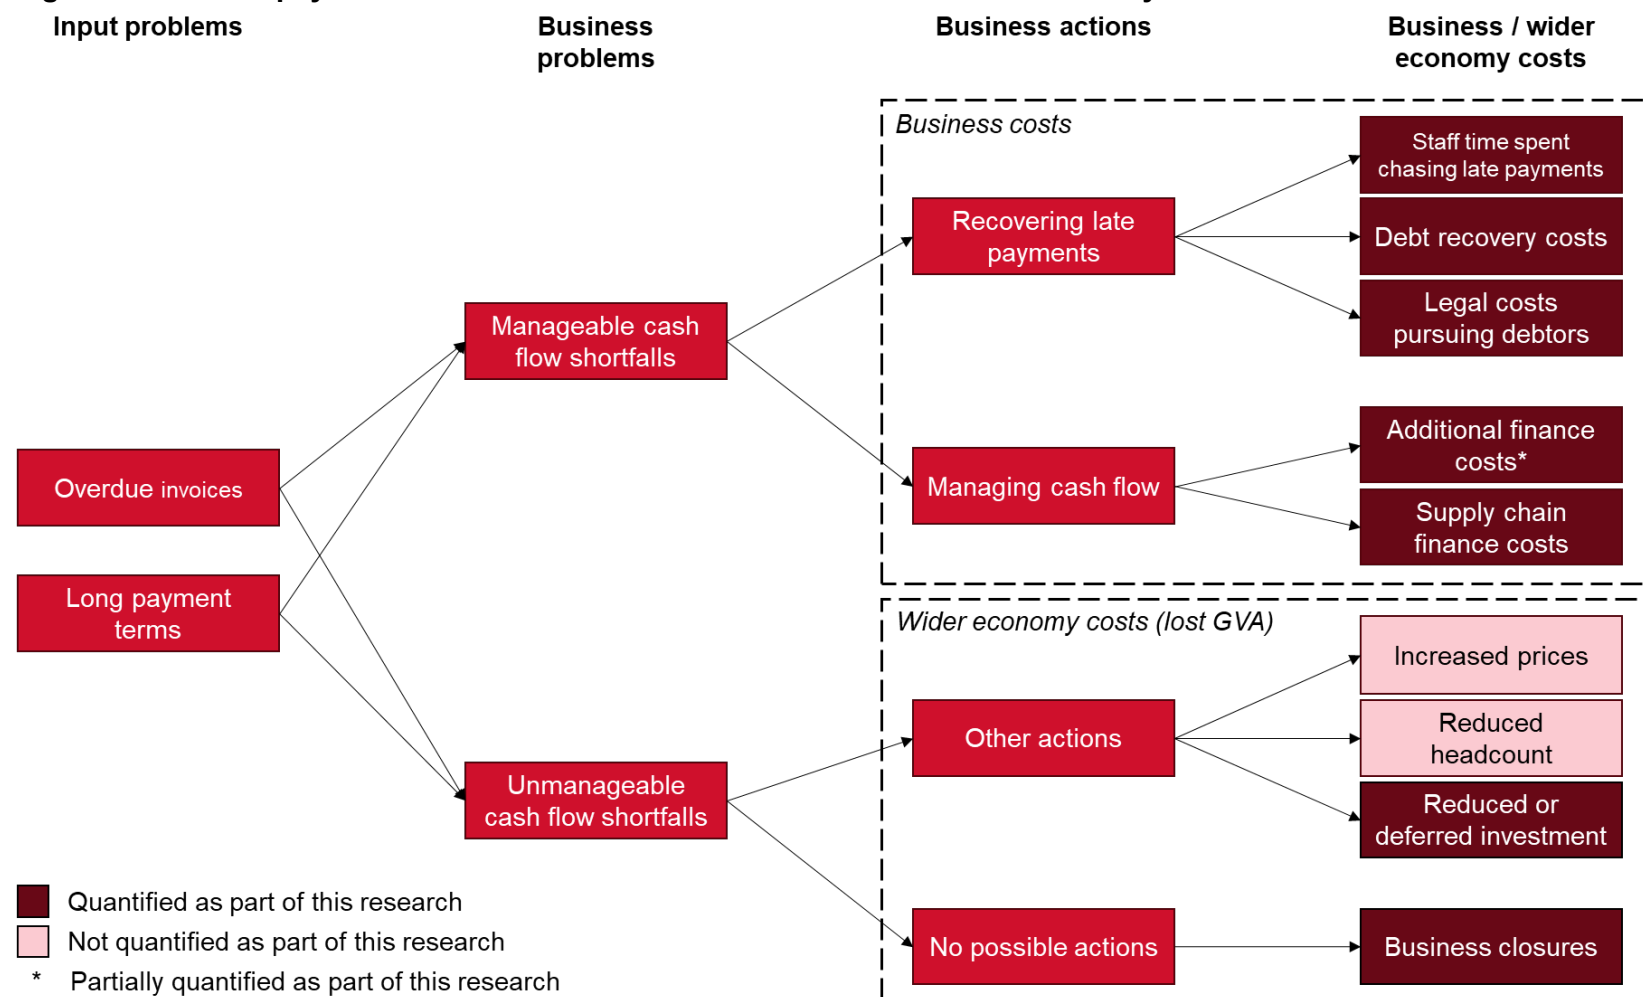 Input problems
Business
problems
Business actions
Business / wider
economy costs
Business costs
Staff time spent
chasing late payments
Recovering late
payments
Debt recovery costs
Legal costs
pursuing debtors
Manageable cash
flow shortfalls
Additional finance
costs*
Managing cash flow
Supply chain
finance costs
Overdue invoices
Long payment
terms
Wider economy costs (lost GVA)
Increased prices
Other actions
Reduced
headcount
Reduced or
deferred investment
Unmanageable
cash flow shortfalls
No possible actions
Business closures
Quantified as part of this research
Not quantified as part of this research
* Partially quantified as part of this research